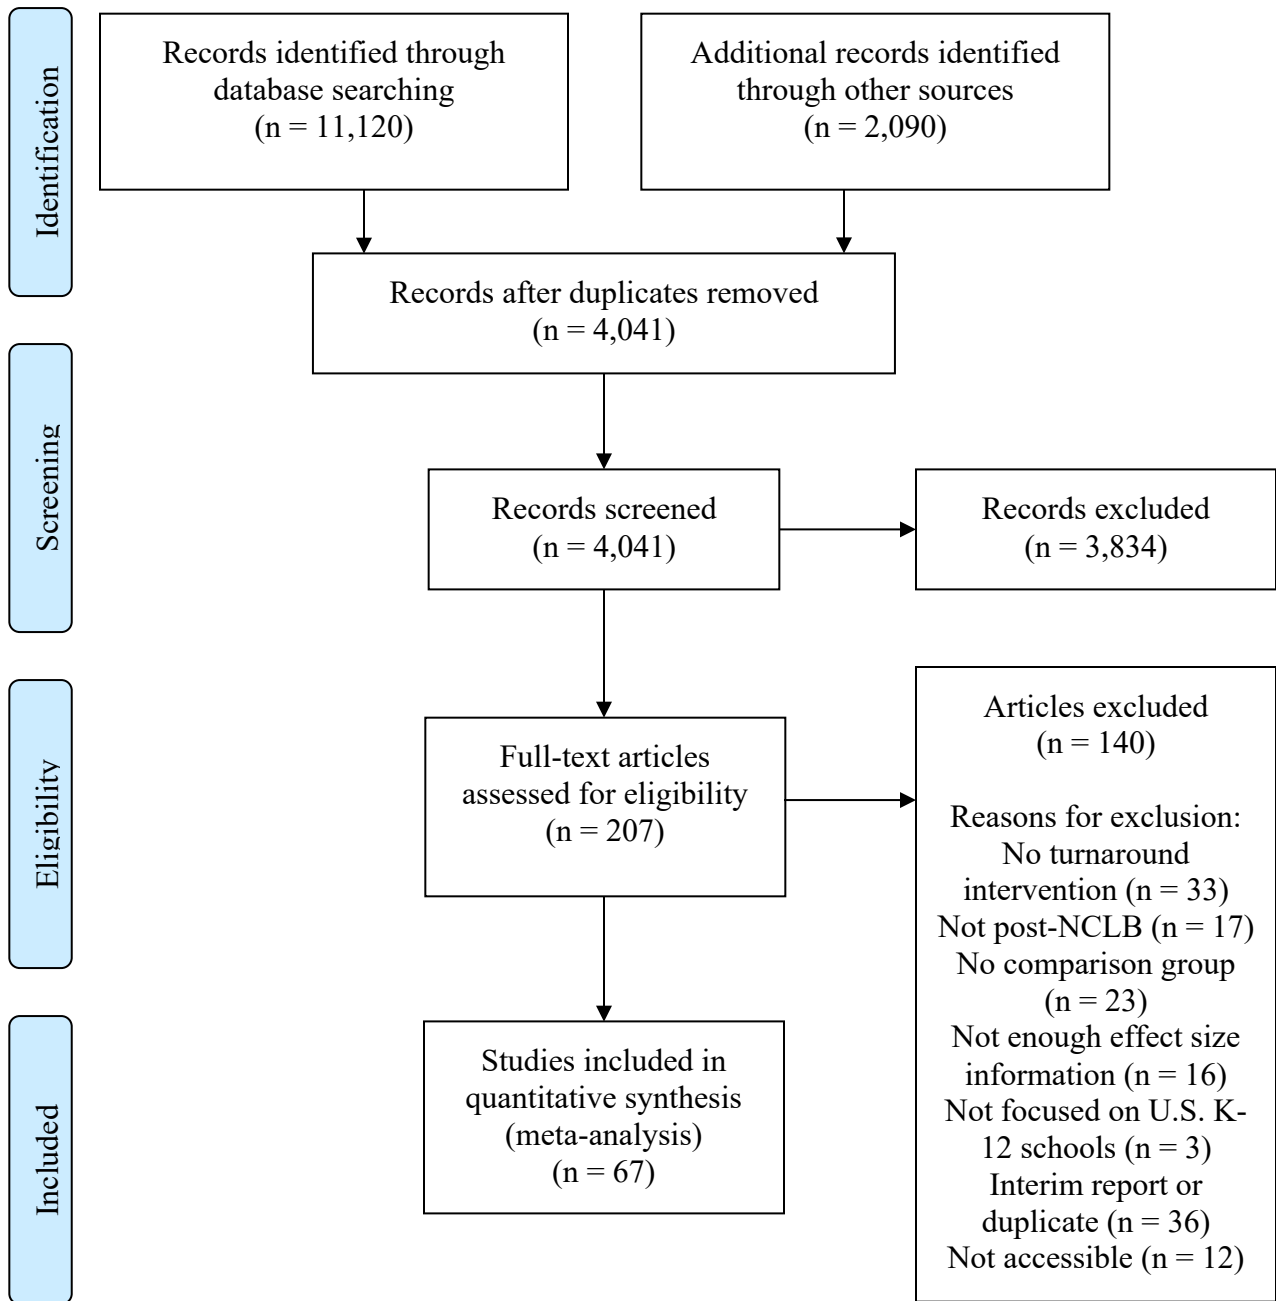 Identification
Records identified through
database searching
(n = 11,120)
Additional records identified
through other sources
(n = 2,090)
Records after duplicates removed
(n = 4,041)
Screening
Records screened
(n = 4,041)
Records excluded
(n = 3,834)
Eligibility
Full-text articles
assessed for eligibility
(n = 207)
Articles excluded
(n = 140)
Reasons for exclusion:
No turnaround
intervention (n = 33)
Not post-NCLB (n = 17)
No comparison group
(n = 23)
Not enough effect size
information (n = 16)
Not focused on U.S. K-
12 schools (n = 3)
Interim report or
duplicate (n = 36)
Not accessible (n = 12)
Included
Studies included in
quantitative synthesis
(meta-analysis)
(n = 67)